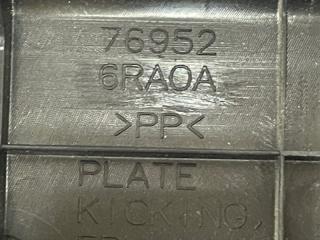 76952
6RA0A
>PP<
PLATE
KICKING,